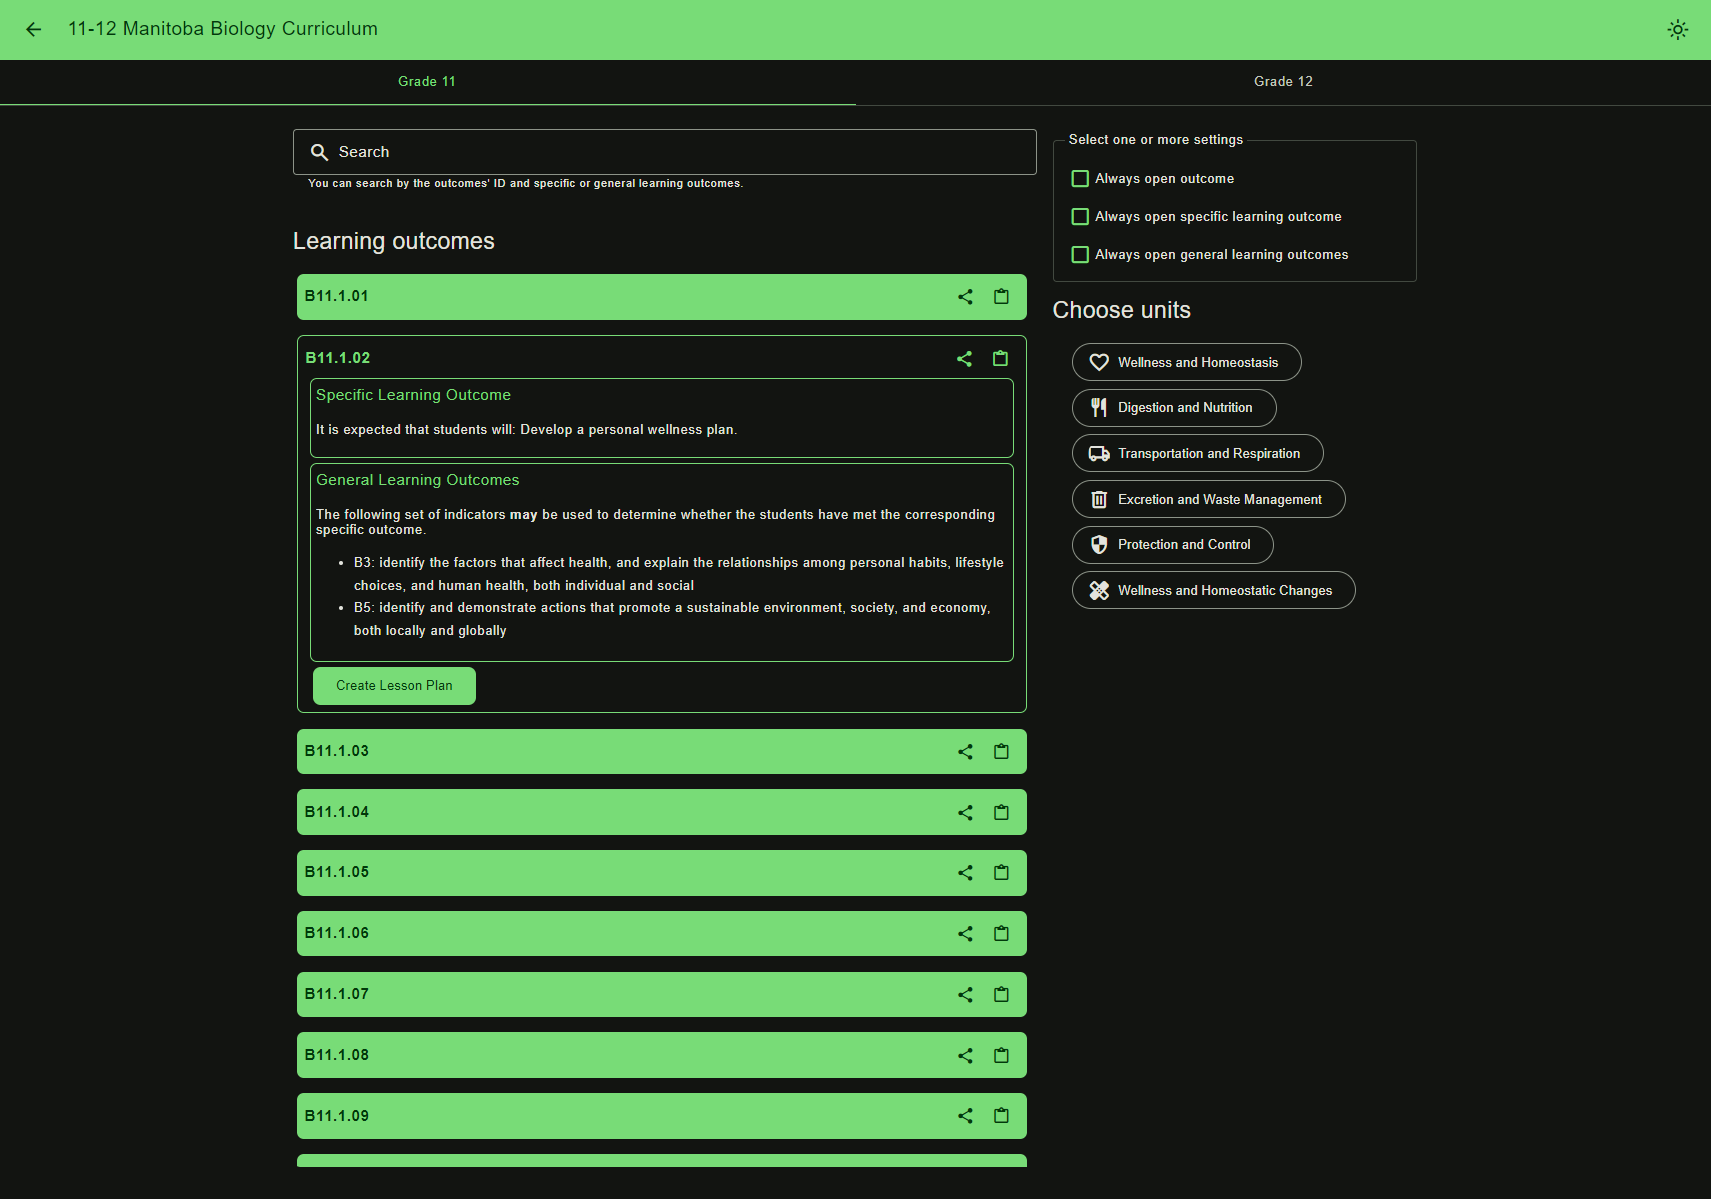 11-12 Manitoba Biology Curriculum
Grade 11
Grade 12
Search
You can search by the outcomes' ID and specific or general learning outcomes.
Learning outcomes
B11.1.01
B11.1.02
Specific Learning Outcome
It is expected that students will: Develop a personal wellness plan.
General Learning Outcomes
The following set of indicators may be used to determine whether the students have met the corresponding
specific outcome.
• B3: identify the factors that affect health, and explain the relationships among personal habits, lifestyle
choices, and human health, both individual and social
• B5: identify and demonstrate actions that promote a sustainable environment, society, and economy,
both locally and globally
Create Lesson Plan
B11.1.03
B11.1.04
B11.1.05
B11.1.06
B11.1.07
B11.1.08
B11.1.09
Select one or more settings
Always open outcome
Always open specific learning outcome
Always open general learning outcomes
Choose units
Wellness and Homeostasis
Digestion and Nutrition
Transportation and Respiration
Excretion and Waste Management
Protection and Control
Wellness and Homeostatic Changes